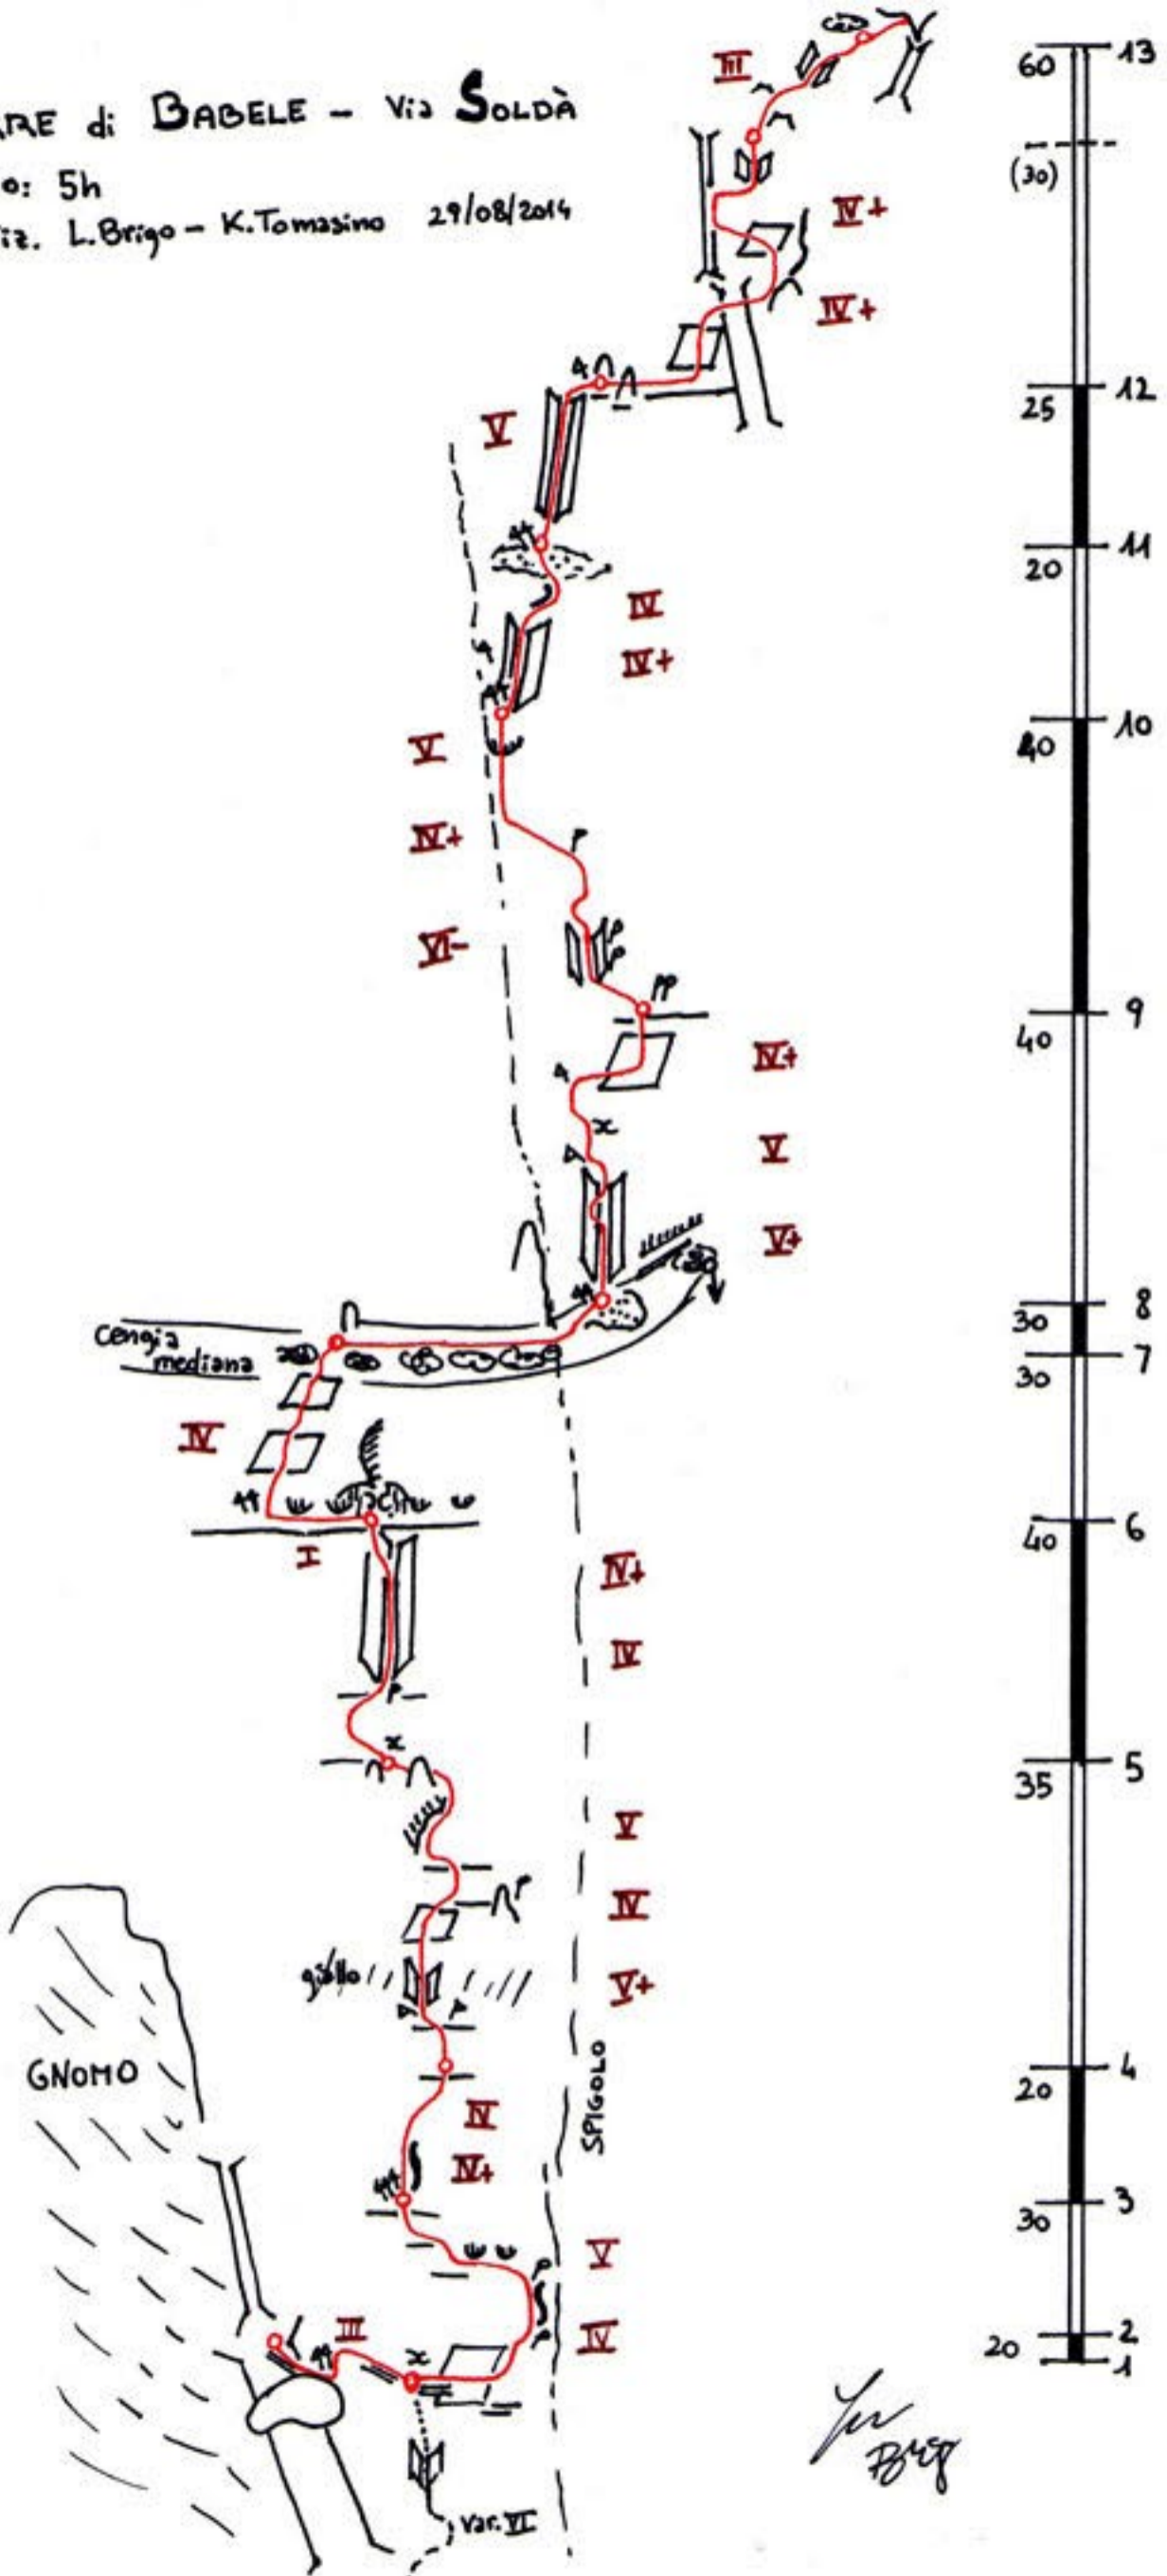 RE di BABELE - Via SOLDÀ
o: 5h
iz. L.Brigo - K.Tomasino 29/08/2014
60 13
III
(30)
IV+
IV+
25 12
V
20 11
IV
IV+
40 10
V
IV+
VI-
40 9
IV+
V
V+
30 8
30 7
cengia
mediana
IV
40 6
I
IV+
IV
35 5
V
IV
giallo
V+
GNOMO
SPIGOLO
20 4
IV
IV+
30 3
V
IV
III
20 2
1
var. VI